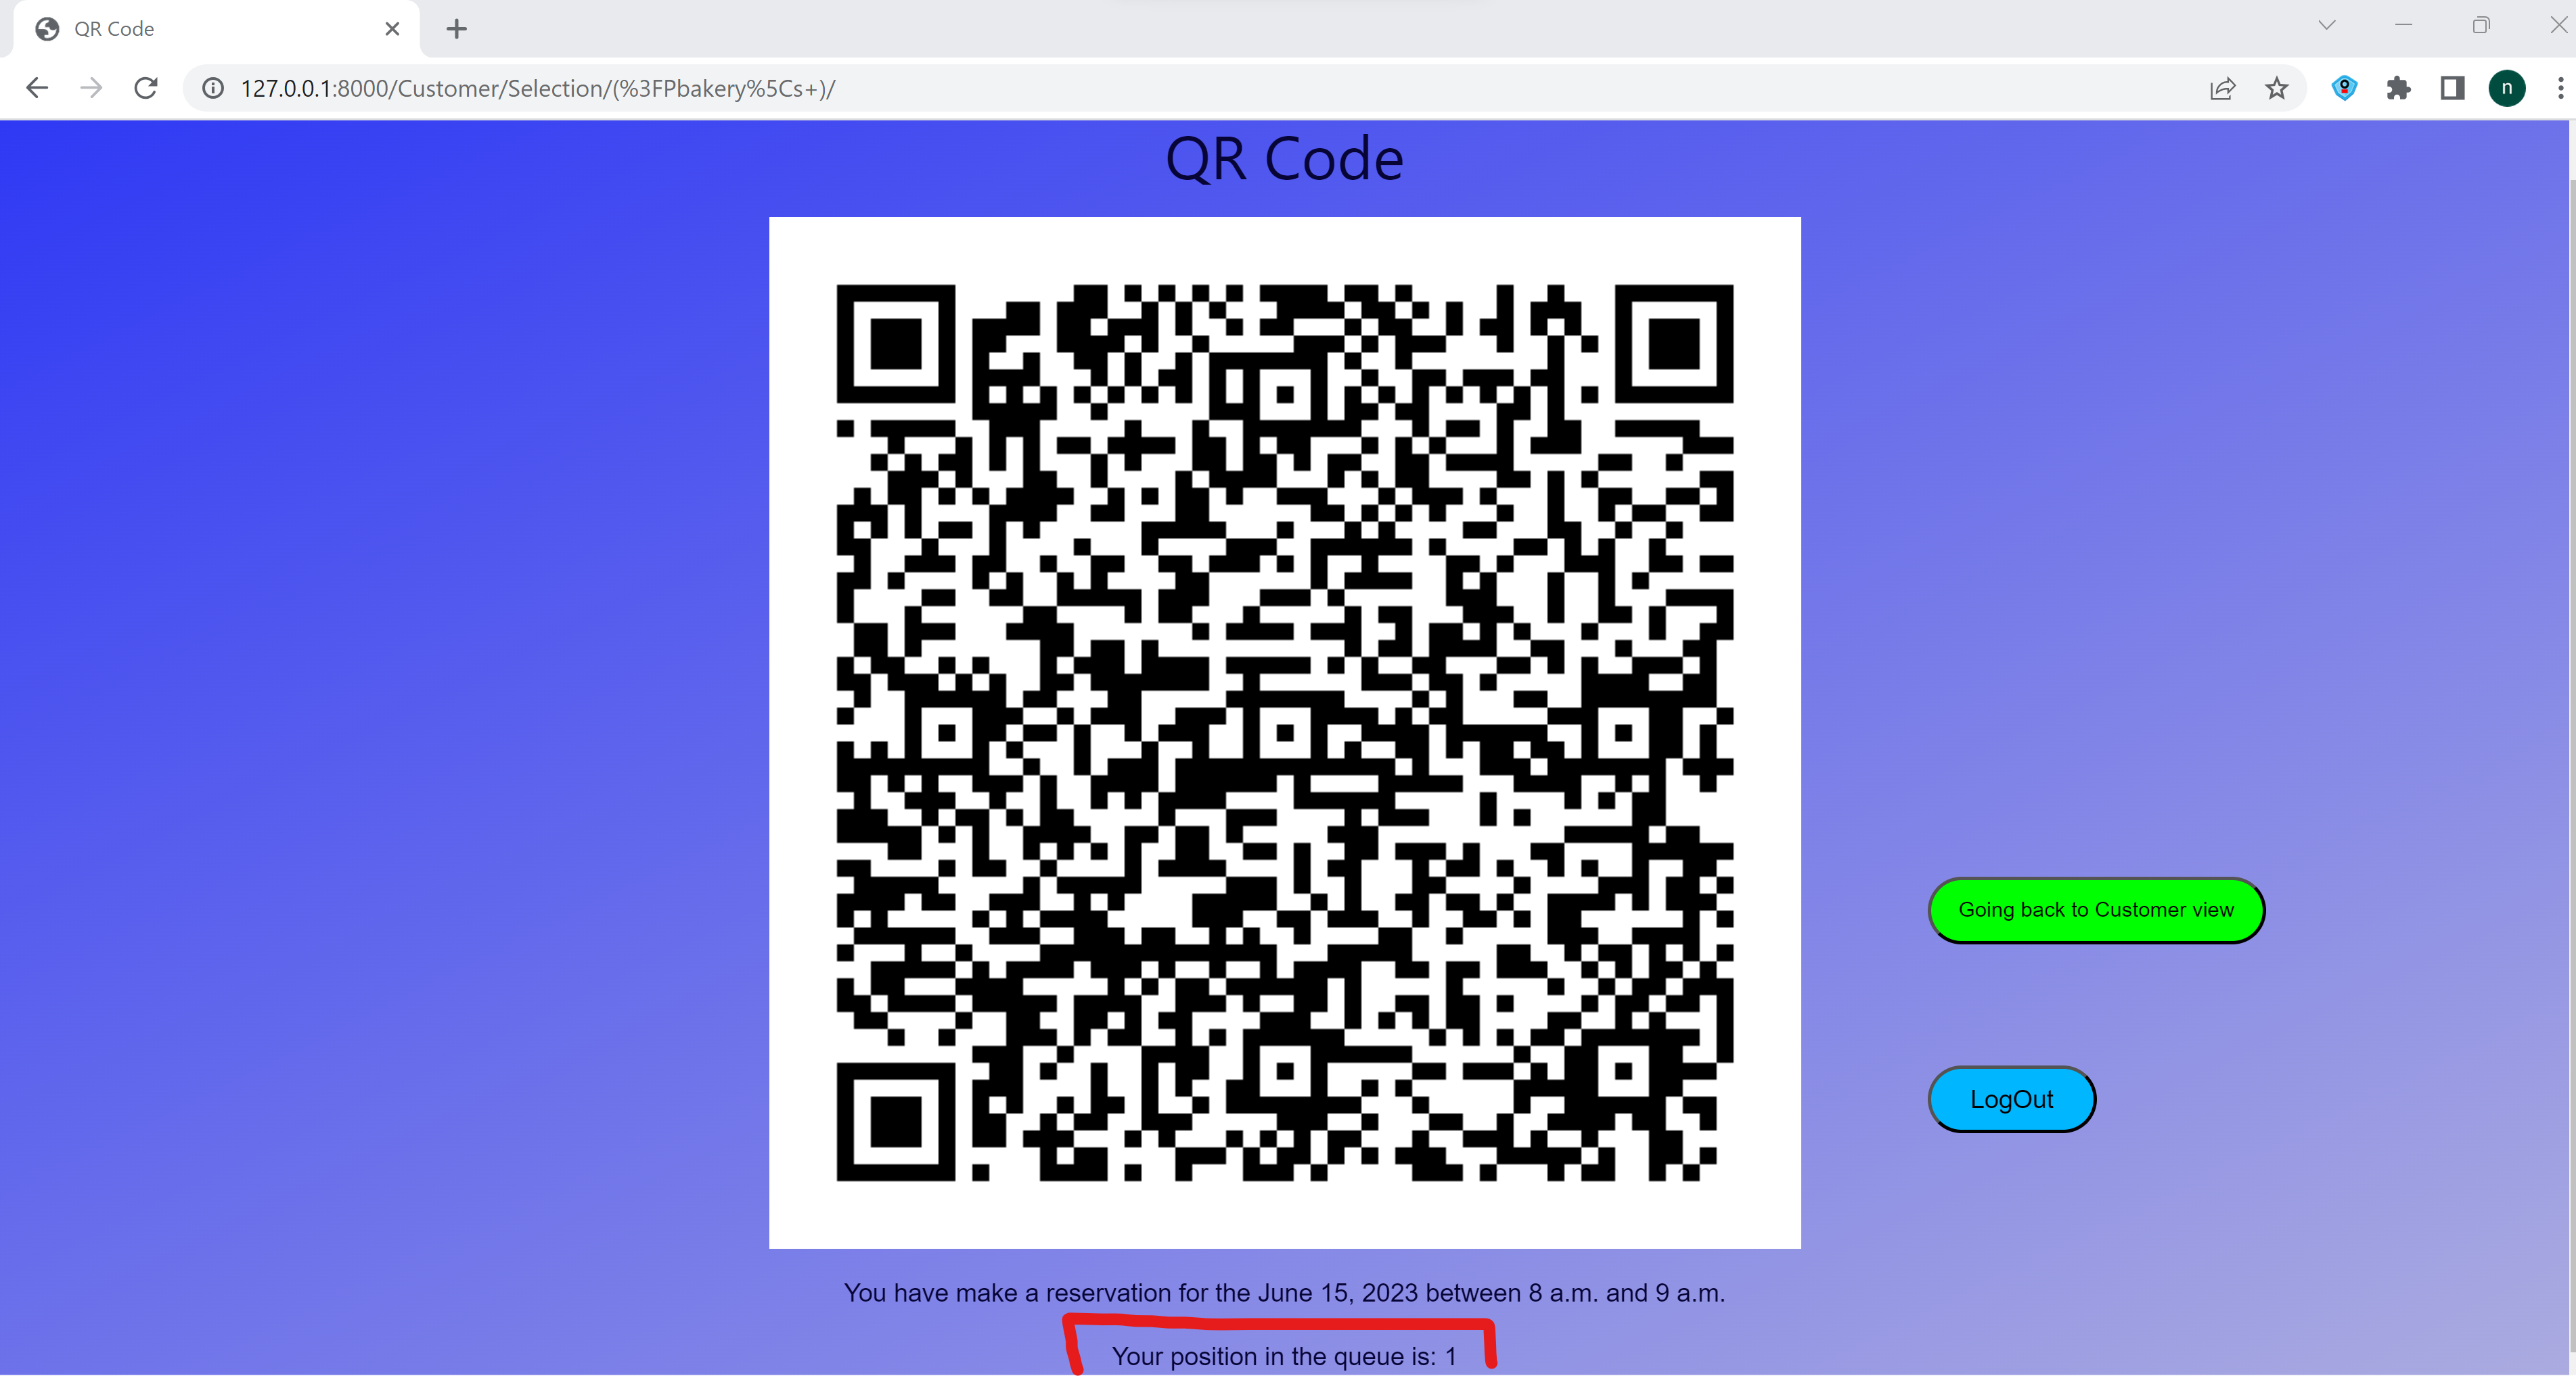 QR Code
127.0.0.1:8000/Customer/Selection/(%3FPbakery%5Cs+)/
n
QR Code
Going back to Customer view
LogOut
You have make a reservation for the June 15, 2023 between 8 a.m. and 9 a.m.
Your position in the queue is: 1